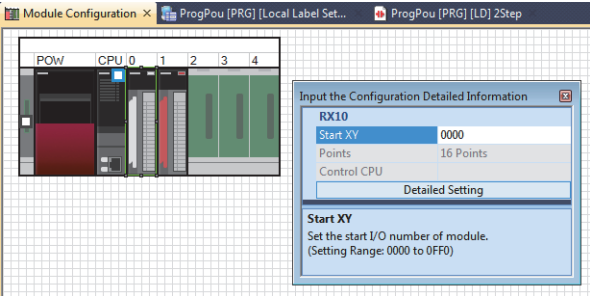 Module Configuration × ProgPou [PRG] [Local Label Set... ProgPou [PRG] [LD] 2Step
POW CPU 0 1 2 3 4
Input the Configuration Detailed Information
RX10
Start XY 0000
Points 16 Points
Control CPU
Detailed Setting
Start XY
Set the start I/O number of module.
(Setting Range: 0000 to 0FF0)